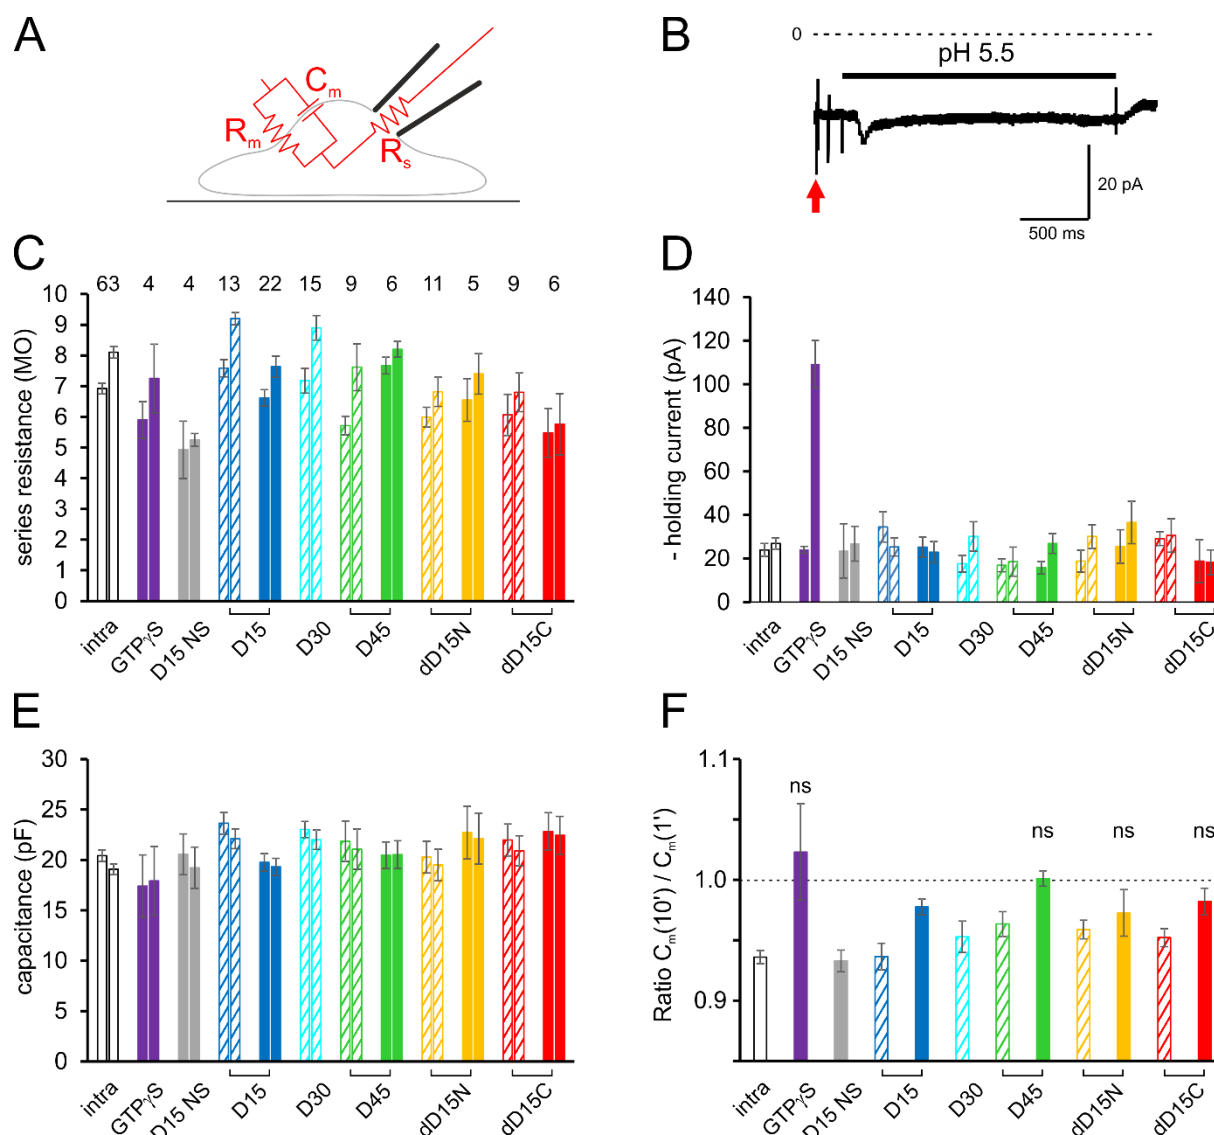 A
C
m
R
m
R
s
B
0
pH 5.5
20 pA
500 ms
C
63 4 4 13 22 15 9 6 11 5 9 6
series resistance (MO)
10
9
8
7
6
5
4
3
2
1
0
intra GTPγS D15 NS D15 D30 D45 dD15N dD15C
D
- holding current (pA)
140
120
100
80
60
40
20
0
intra GTPγS D15 NS D15 D30 D45 dD15N dD15C
E
capacitance (pF)
30
25
20
15
10
5
0
intra GTPγS D15 NS D15 D30 D45 dD15N dD15C
F
Ratio Cm(10') / Cm(1')
1.1
1.0
0.9
ns ns ns ns
intra GTPγS D15 NS D15 D30 D45 dD15N dD15C